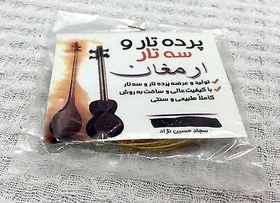 پرده تار و
سه تار
ارمغان
تولید و عرضه پرده تار و سه تار
با کیفیت عالی و ساخت به روش
کاملاً طبیعی و سنتی
سجاد حسین نژاد